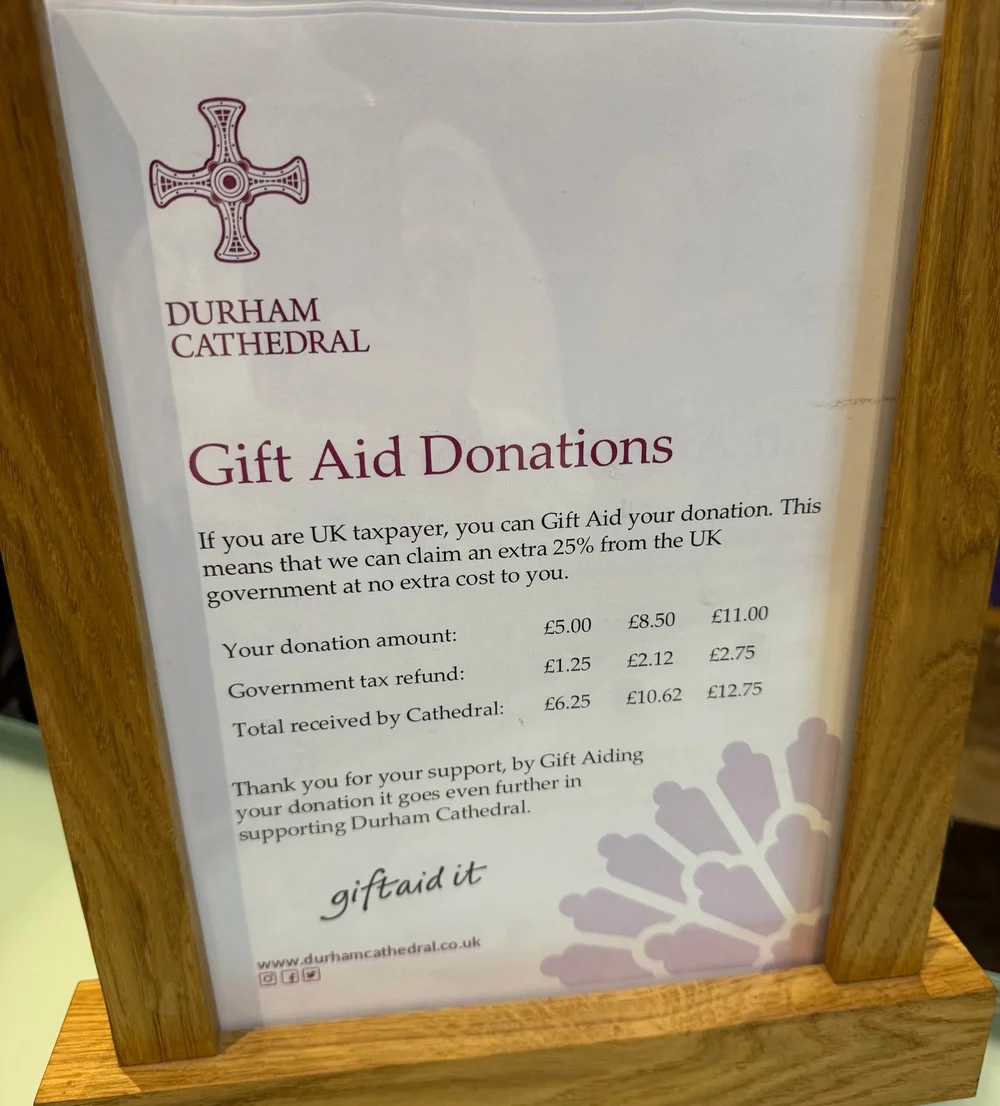 DURHAM
CATHEDRAL
Gift Aid Donations
If you are UK taxpayer, you can Gift Aid your donation. This
means that we can claim an extra 25% from the UK
government at no extra cost to you.
Your donation amount: £5.00 £8.50 £11.00
Government tax refund: £1.25 £2.12 £2.75
Total received by Cathedral: £6.25 £10.62 £12.75
Thank you for your support, by Gift Aiding
your donation it goes even further in
supporting Durham Cathedral.
giftaid it
www.durhamcathedral.co.uk